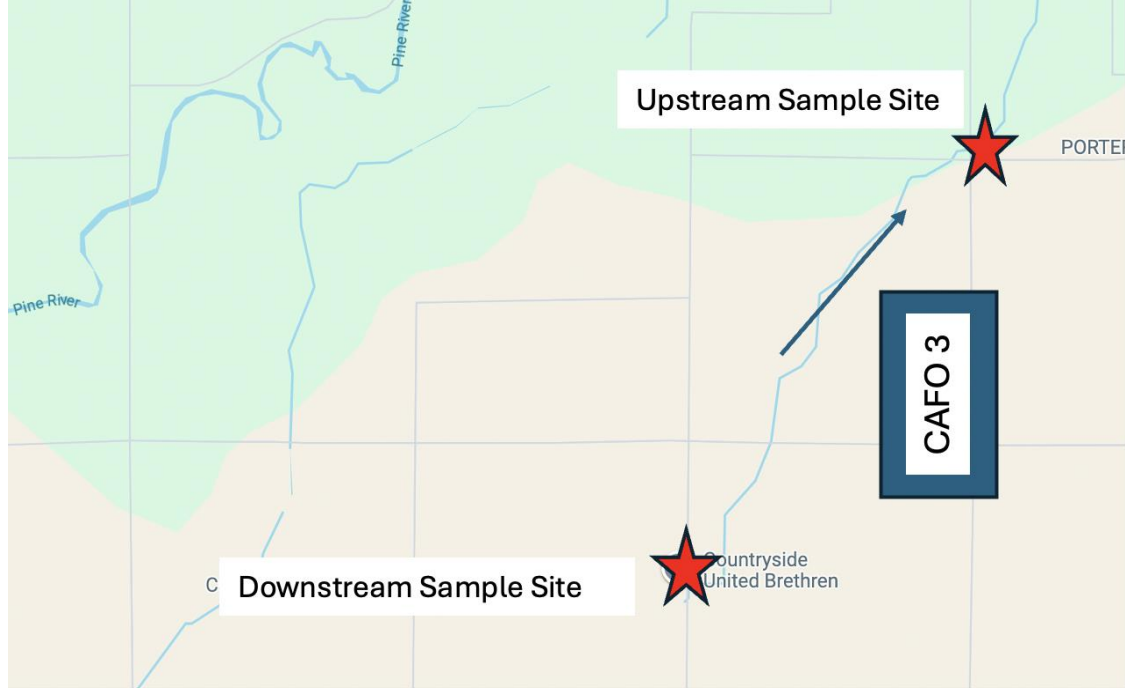 Pine River
Upstream Sample Site
PORTER
Pine River
CAFO 3
Countryside
United Brethren
C
Downstream Sample Site